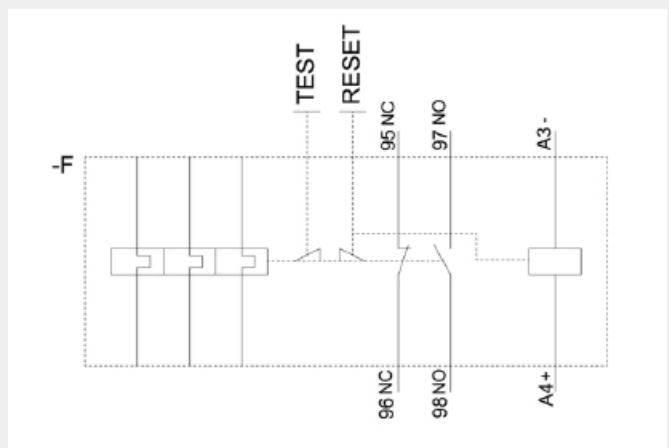 TEST
RESET
95 NC
97 NO
A3 -
-F
96 NC
98 NO
A4 +